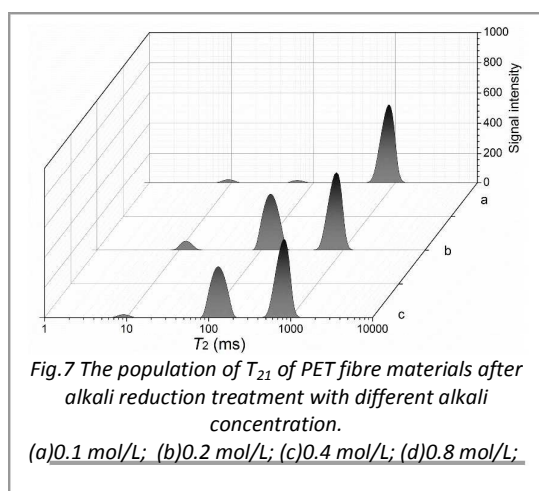 1000
800
600
400
200
0
Signal intensity
a
b
c
1 10 100 1000 10000
T2 (ms)
Fig.7 The population of T21 of PET fibre materials after
alkali reduction treatment with different alkali
concentration.
(a)0.1 mol/L; (b)0.2 mol/L; (c)0.4 mol/L; (d)0.8 mol/L;